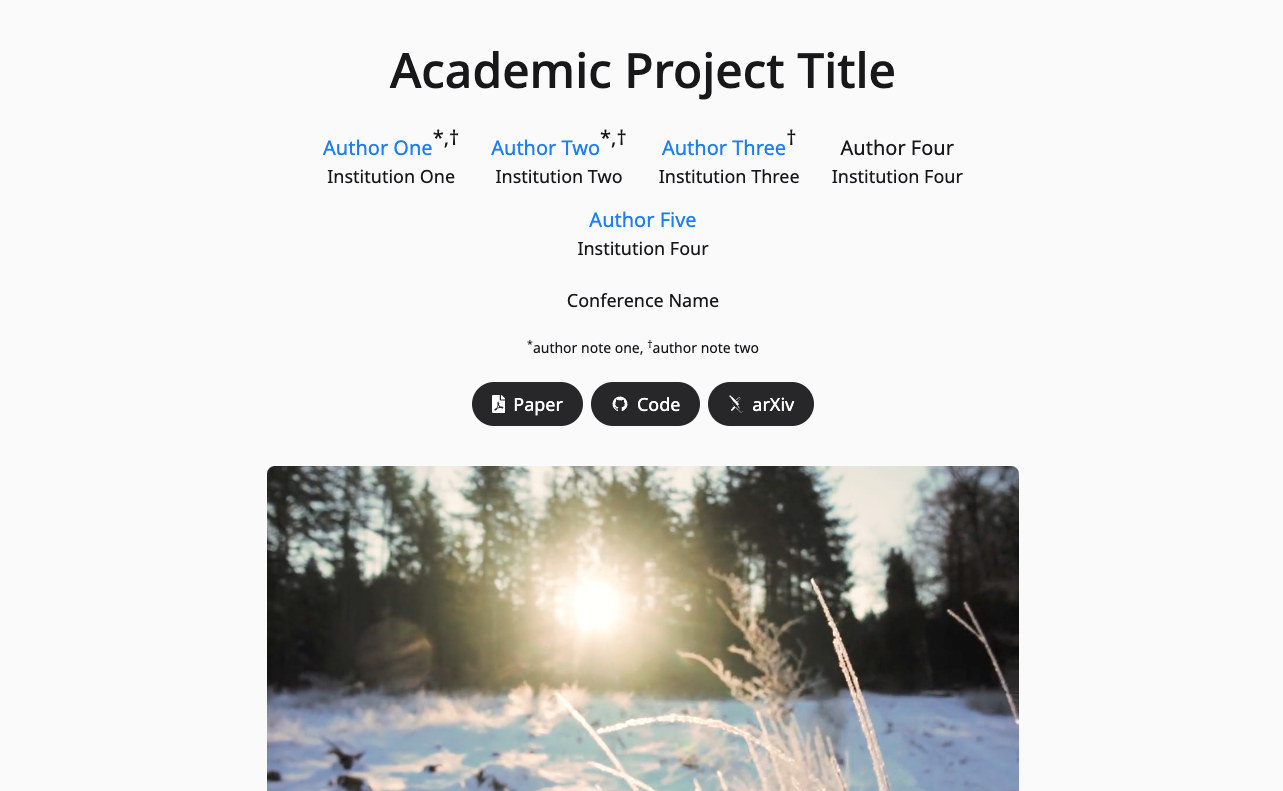 Academic Project Title
Author One*,† Author Two*,† Author Three† Author Four
Institution One Institution Two Institution Three Institution Four
Author Five
Institution Four
Conference Name
*author note one, †author note two
Paper Code arXiv